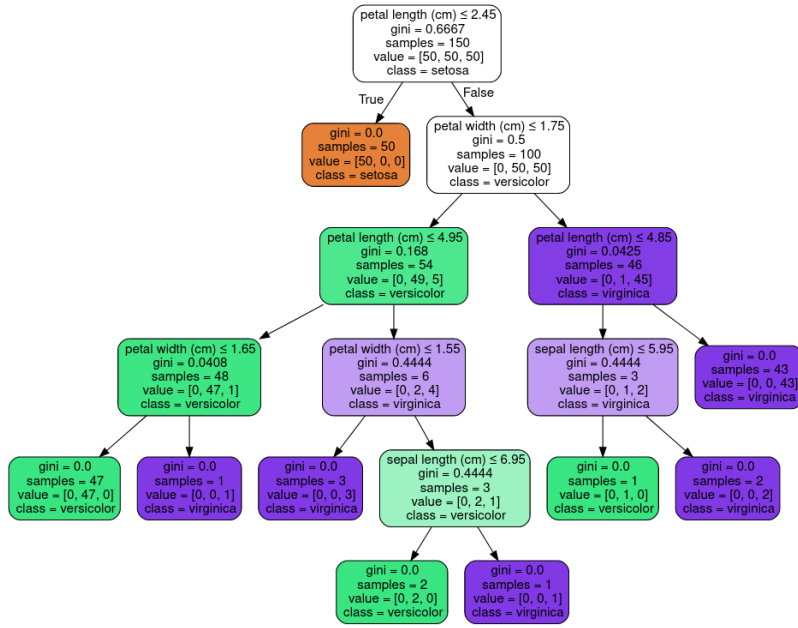 petal length (cm) ≤ 2.45
gini = 0.6667
samples = 150
value = [50, 50, 50]
class = setosa
True
False
gini = 0.0
samples = 50
value = [50, 0, 0]
class = setosa
petal width (cm) ≤ 1.75
gini = 0.5
samples = 100
value = [0, 50, 50]
class = versicolor
petal length (cm) ≤ 4.95
gini = 0.168
samples = 54
value = [0, 49, 5]
class = versicolor
petal length (cm) ≤ 4.85
gini = 0.0425
samples = 46
value = [0, 1, 45]
class = virginica
petal width (cm) ≤ 1.65
gini = 0.0408
samples = 48
value = [0, 47, 1]
class = versicolor
petal width (cm) ≤ 1.55
gini = 0.4444
samples = 6
value = [0, 2, 4]
class = virginica
sepal length (cm) ≤ 5.95
gini = 0.4444
samples = 3
value = [0, 1, 2]
class = virginica
gini = 0.0
samples = 43
value = [0, 0, 43]
class = virginica
gini = 0.0
samples = 47
value = [0, 47, 0]
class = versicolor
gini = 0.0
samples = 1
value = [0, 0, 1]
class = virginica
gini = 0.0
samples = 3
value = [0, 0, 3]
class = virginica
sepal length (cm) ≤ 6.95
gini = 0.4444
samples = 3
value = [0, 2, 1]
class = versicolor
gini = 0.0
samples = 1
value = [0, 1, 0]
class = versicolor
gini = 0.0
samples = 2
value = [0, 0, 2]
class = virginica
gini = 0.0
samples = 2
value = [0, 2, 0]
class = versicolor
gini = 0.0
samples = 1
value = [0, 0, 1]
class = virginica